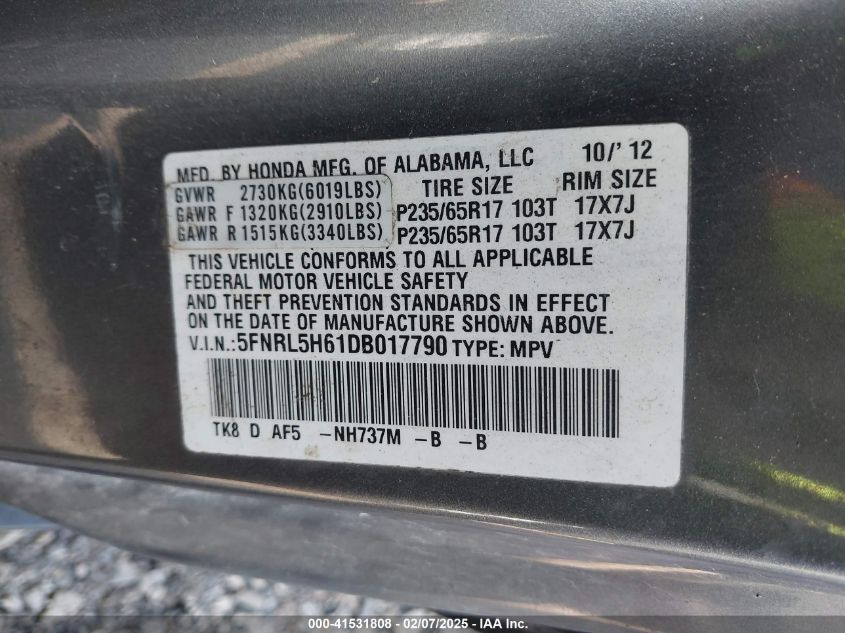 MFD. BY HONDA MFG. OF ALABAMA, LLC 10/' 12
GVWR 2730KG(6019LBS) TIRE SIZE RIM SIZE
GAWR F 1320KG(2910LBS) P235/65R17 103T 17X7J
GAWR R 1515KG(3340LBS) P235/65R17 103T 17X7J
THIS VEHICLE CONFORMS TO ALL APPLICABLE
FEDERAL MOTOR VEHICLE SAFETY
AND THEFT PREVENTION STANDARDS IN EFFECT
ON THE DATE OF MANUFACTURE SHOWN ABOVE.
V.I.N.:5FNRL5H61DB017790 TYPE: MPV
TK8 D AF5 -NH737M -B -B
000-41531808 - 02/07/2025 - IAA Inc.